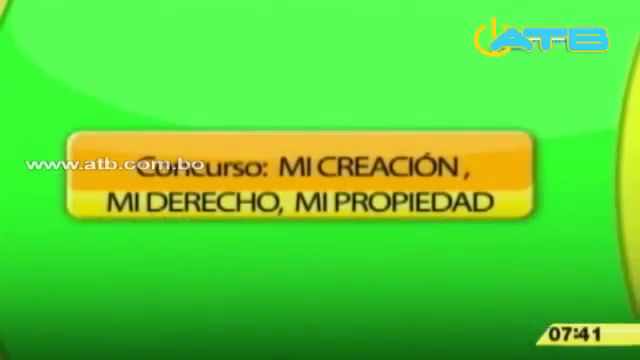 ATB
www.atb.com.bo
Concurso: MI CREACIÓN,
MI DERECHO, MI PROPIEDAD
07:41